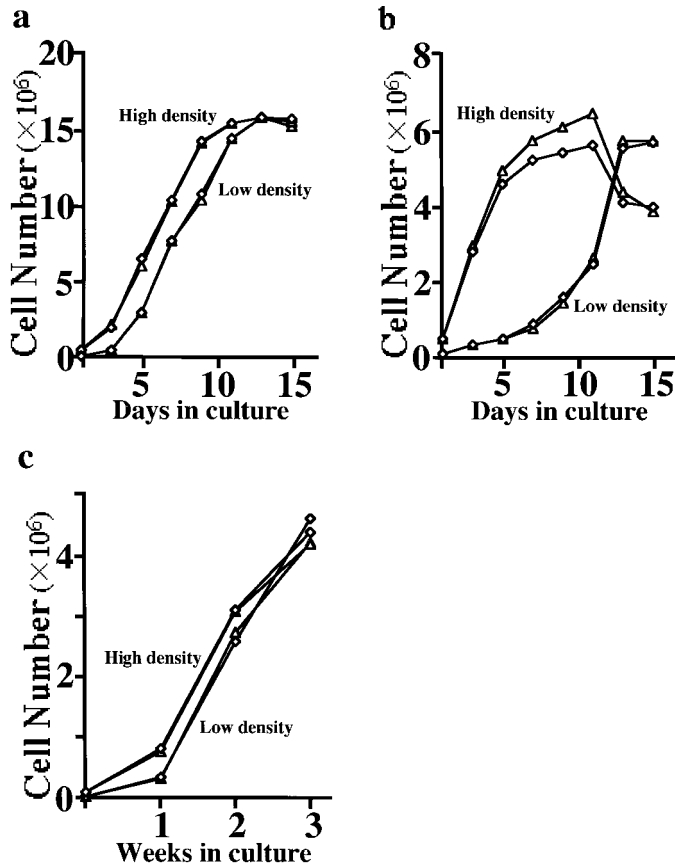 a
20
15
10
5
0
Cell Number (×10⁶)
High density
Low density
5 10 15
Days in culture
b
8
6
4
2
0
Cell Number (×10⁶)
High density
Low density
5 10 15
Days in culture
c
4
2
0
Cell Number (×10⁶)
High density
Low density
1 2 3
Weeks in culture